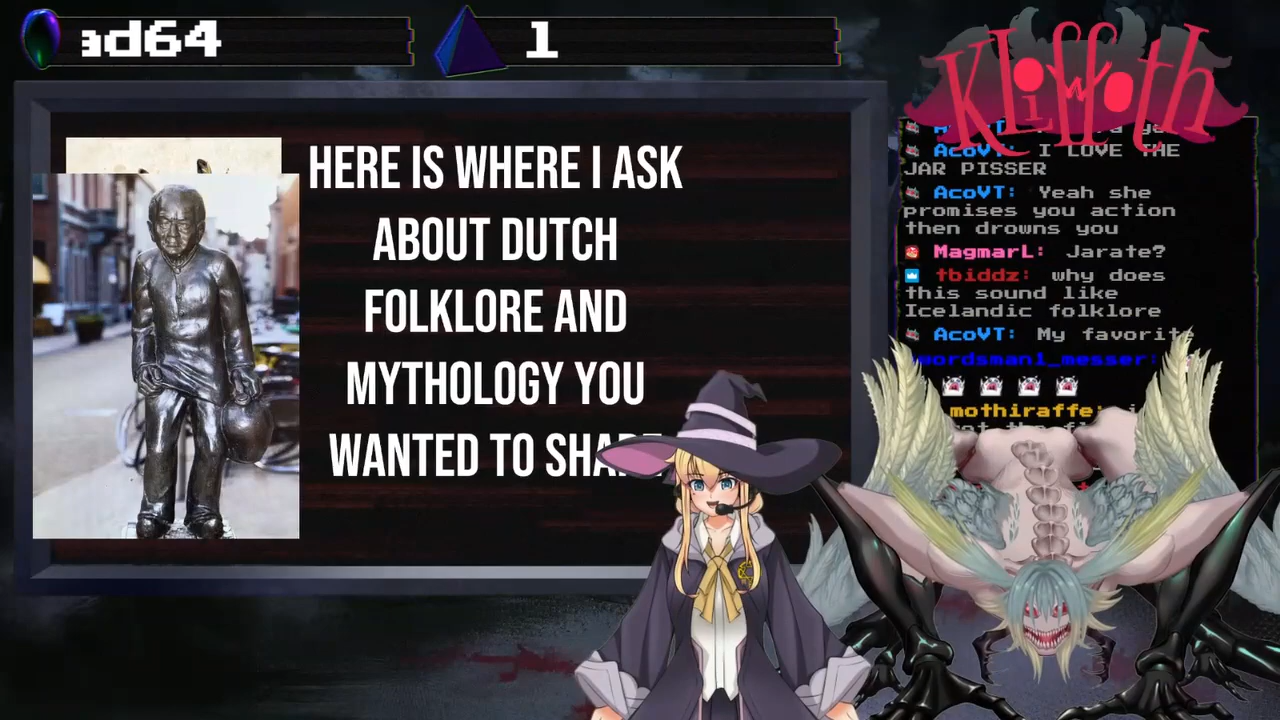 ad64
1
Kliffoth
HERE IS WHERE I ASK
ABOUT DUTCH
FOLKLORE AND
MYTHOLOGY YOU
WANTED TO SHARE
AcoVT: I LOVE THE
JAR PISSER
AcoVT: Yeah she
promises you action
then drowns you
MagmarL: Jarate?
tbiddz: why does
this sound like
Icelandic folklore
AcoVT: My favorite
wordsman1_messer:
mothiraffe: